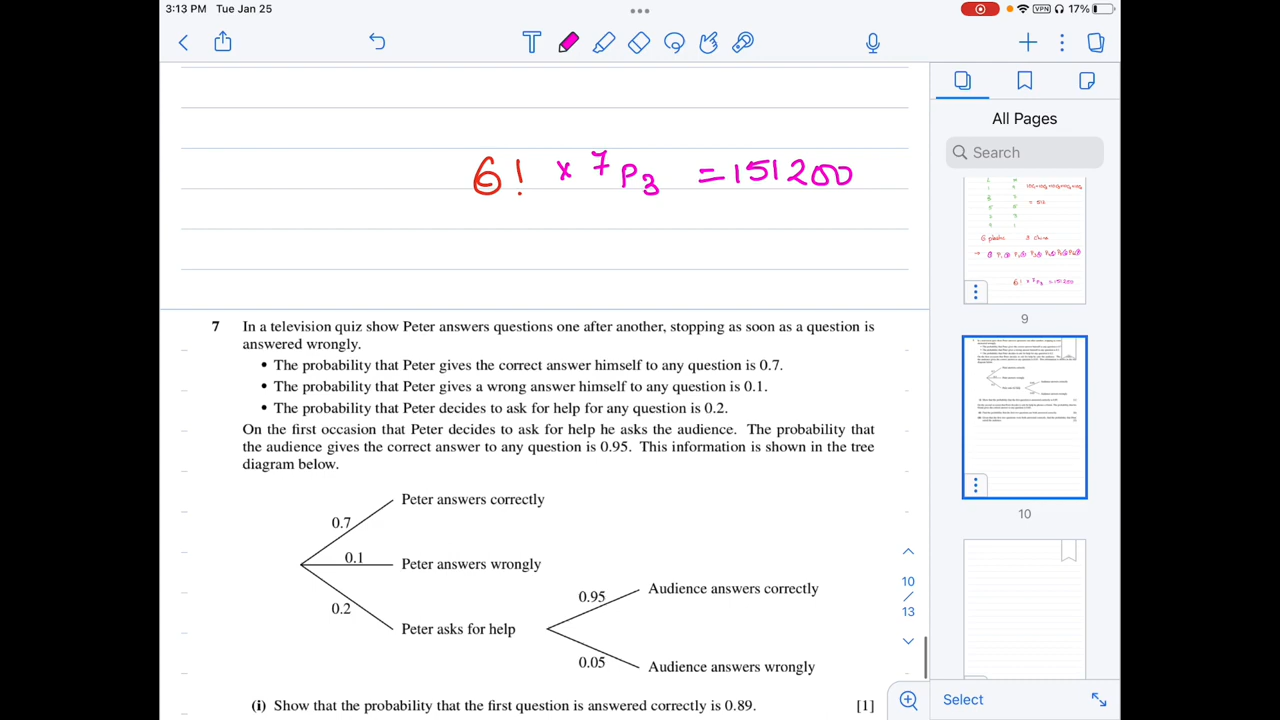 3:13 PM Tue Jan 25
VPN 17%
T
All Pages
Search
6! x 7P3 = 151200
6 plastic 3 china
6! x 7P3 = 151200
9
7 In a television quiz show Peter answers questions one after another, stopping as soon as a question is
answered wrongly.
• The probability that Peter gives the correct answer himself to any question is 0.7.
• The probability that Peter gives a wrong answer himself to any question is 0.1.
• The probability that Peter decides to ask for help for any question is 0.2.
On the first occasion that Peter decides to ask for help he asks the audience. The probability that
the audience gives the correct answer to any question is 0.95. This information is shown in the tree
diagram below.
Peter answers correctly
0.7
0.1
Peter answers wrongly
0.2
Peter asks for help
0.95
Audience answers correctly
0.05
Audience answers wrongly
(i) Show that the probability that the first question is answered correctly is 0.89. [1]
10
/
13
10
Select